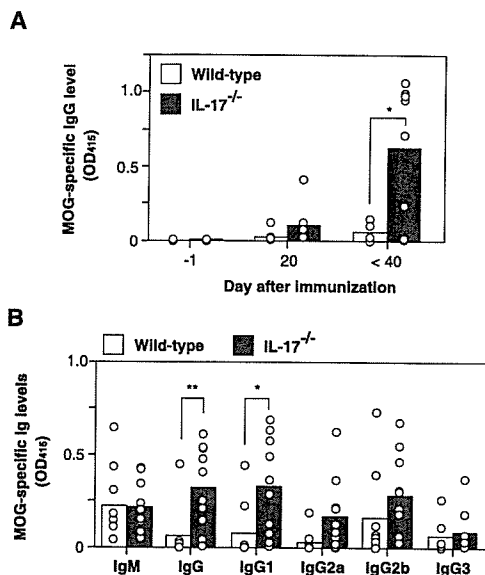 A
MOG-specific IgG level
(OD415)
1.0
0.5
0
Wild-type
IL-17-/-
*
-1 20 < 40
Day after immunization
B
Wild-type IL-17-/-
MOG-specific Ig levels
(OD415)
1.0
0.5
0
** *
IgM IgG IgG1 IgG2a IgG2b IgG3